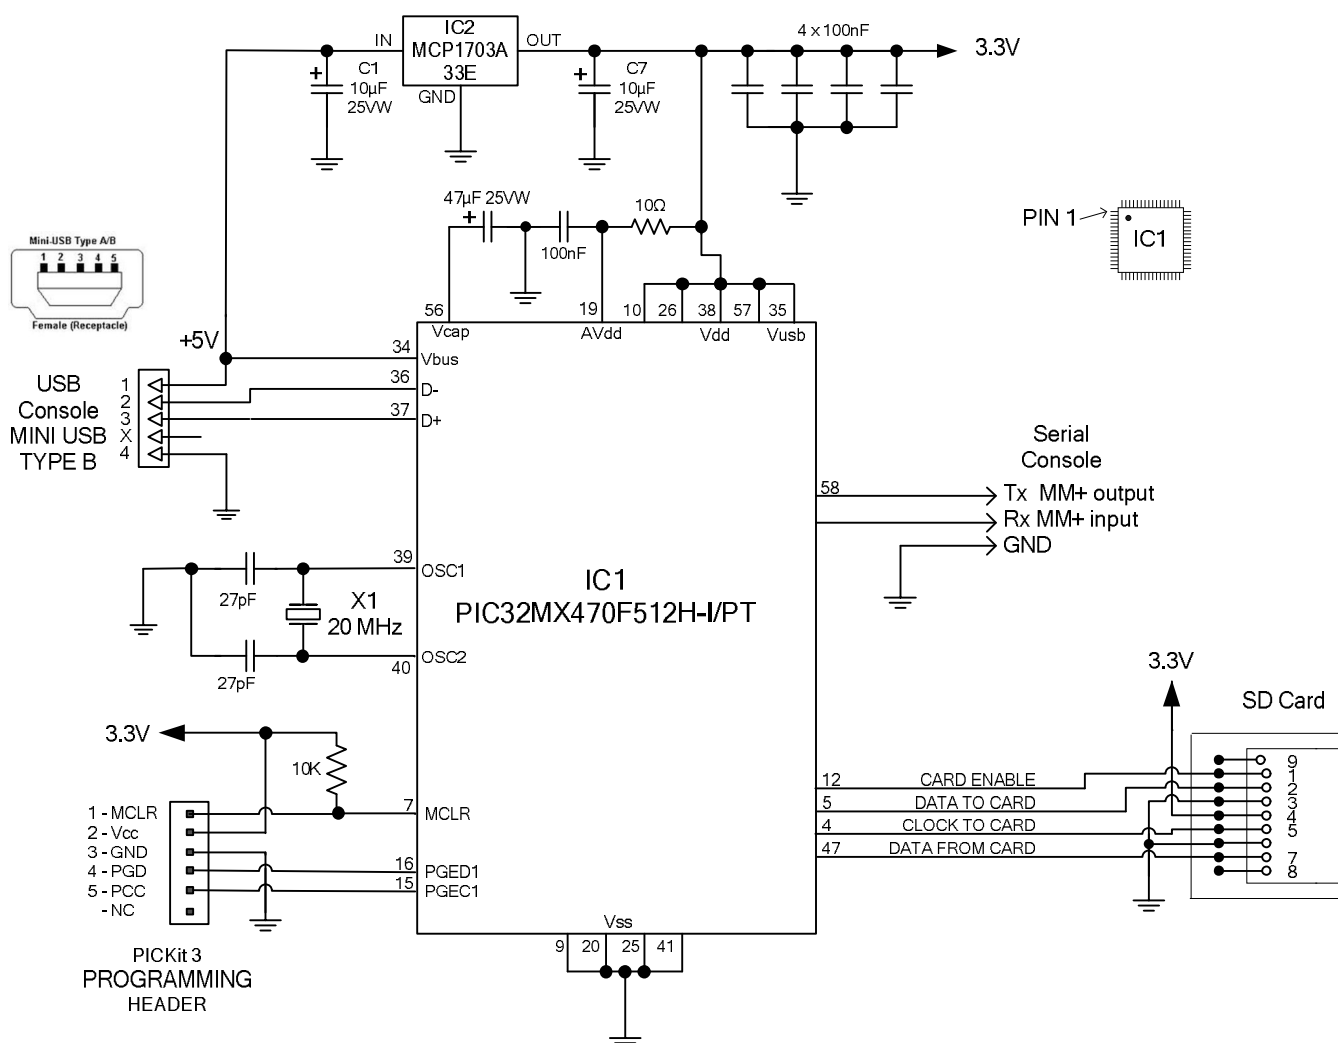 IC2
MCP1703A
33E
IN
OUT
GND
C1
10µF
25VW
+
C7
10µF
25VW
+
4 x 100nF
3.3V
47µF 25VW
+
100nF
10Ω
PIN 1
IC1
Mini-USB Type A/B
1 2 3 4 5
Female (Receptacle)
+5V
USB
Console
MINI USB
TYPE B
1
2
3
X
4
56
19
10
26
38
57
35
Vcap
AVdd
Vdd
Vusb
34
Vbus
36
D-
37
D+
Serial
Console
58
Tx MM+ output
Rx MM+ input
GND
39
OSC1
27pF
X1
20 MHz
OSC2
40
27pF
IC1
PIC32MX470F512H-I/PT
3.3V
10K
1 - MCLR
2 - Vcc
3 - GND
4 - PGD
5 - PCC
- NC
7
MCLR
16
PGED1
15
PGEC1
PICKit 3
PROGRAMMING
HEADER
Vss
9
20
25
41
3.3V
SD Card
12 CARD ENABLE
5 DATA TO CARD
4 CLOCK TO CARD
47 DATA FROM CARD
9
1
2
3
4
5
7
8